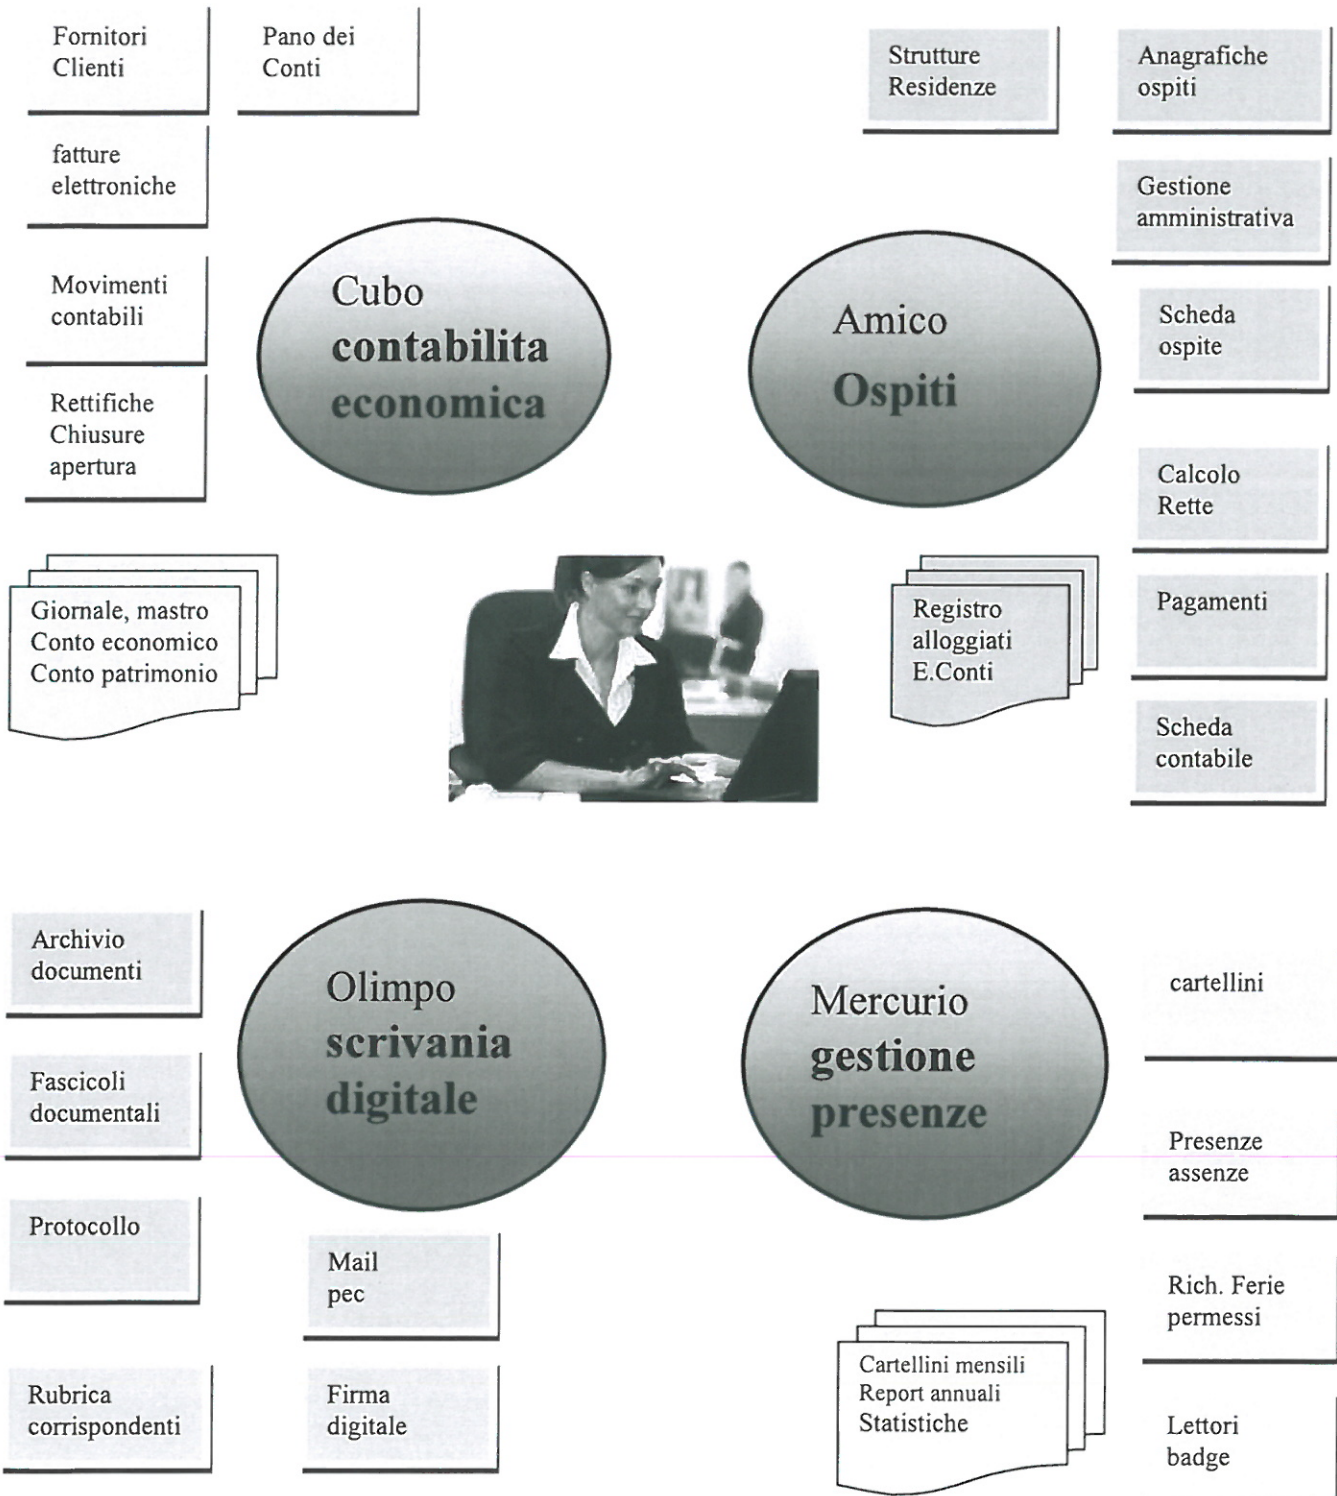 Fornitori
Clienti
Pano dei
Conti
fatture
elettroniche
Movimenti
contabili
Rettifiche
Chiusure
apertura
Cubo
contabilita
economica
Giornale, mastro
Conto economico
Conto patrimonio
Strutture
Residenze
Anagrafiche
ospiti
Gestione
amministrativa
Scheda
ospite
Amico
Ospiti
Calcolo
Rette
Registro
alloggiati
E.Conti
Pagamenti
Scheda
contabile
Archivio
documenti
Fascicoli
documentali
Protocollo
Rubrica
corrispondenti
Olimpo
scrivania
digitale
Mail
pec
Firma
digitale
Mercurio
gestione
presenze
cartellini
Presenze
assenze
Rich. Ferie
permessi
Lettori
badge
Cartellini mensili
Report annuali
Statistiche